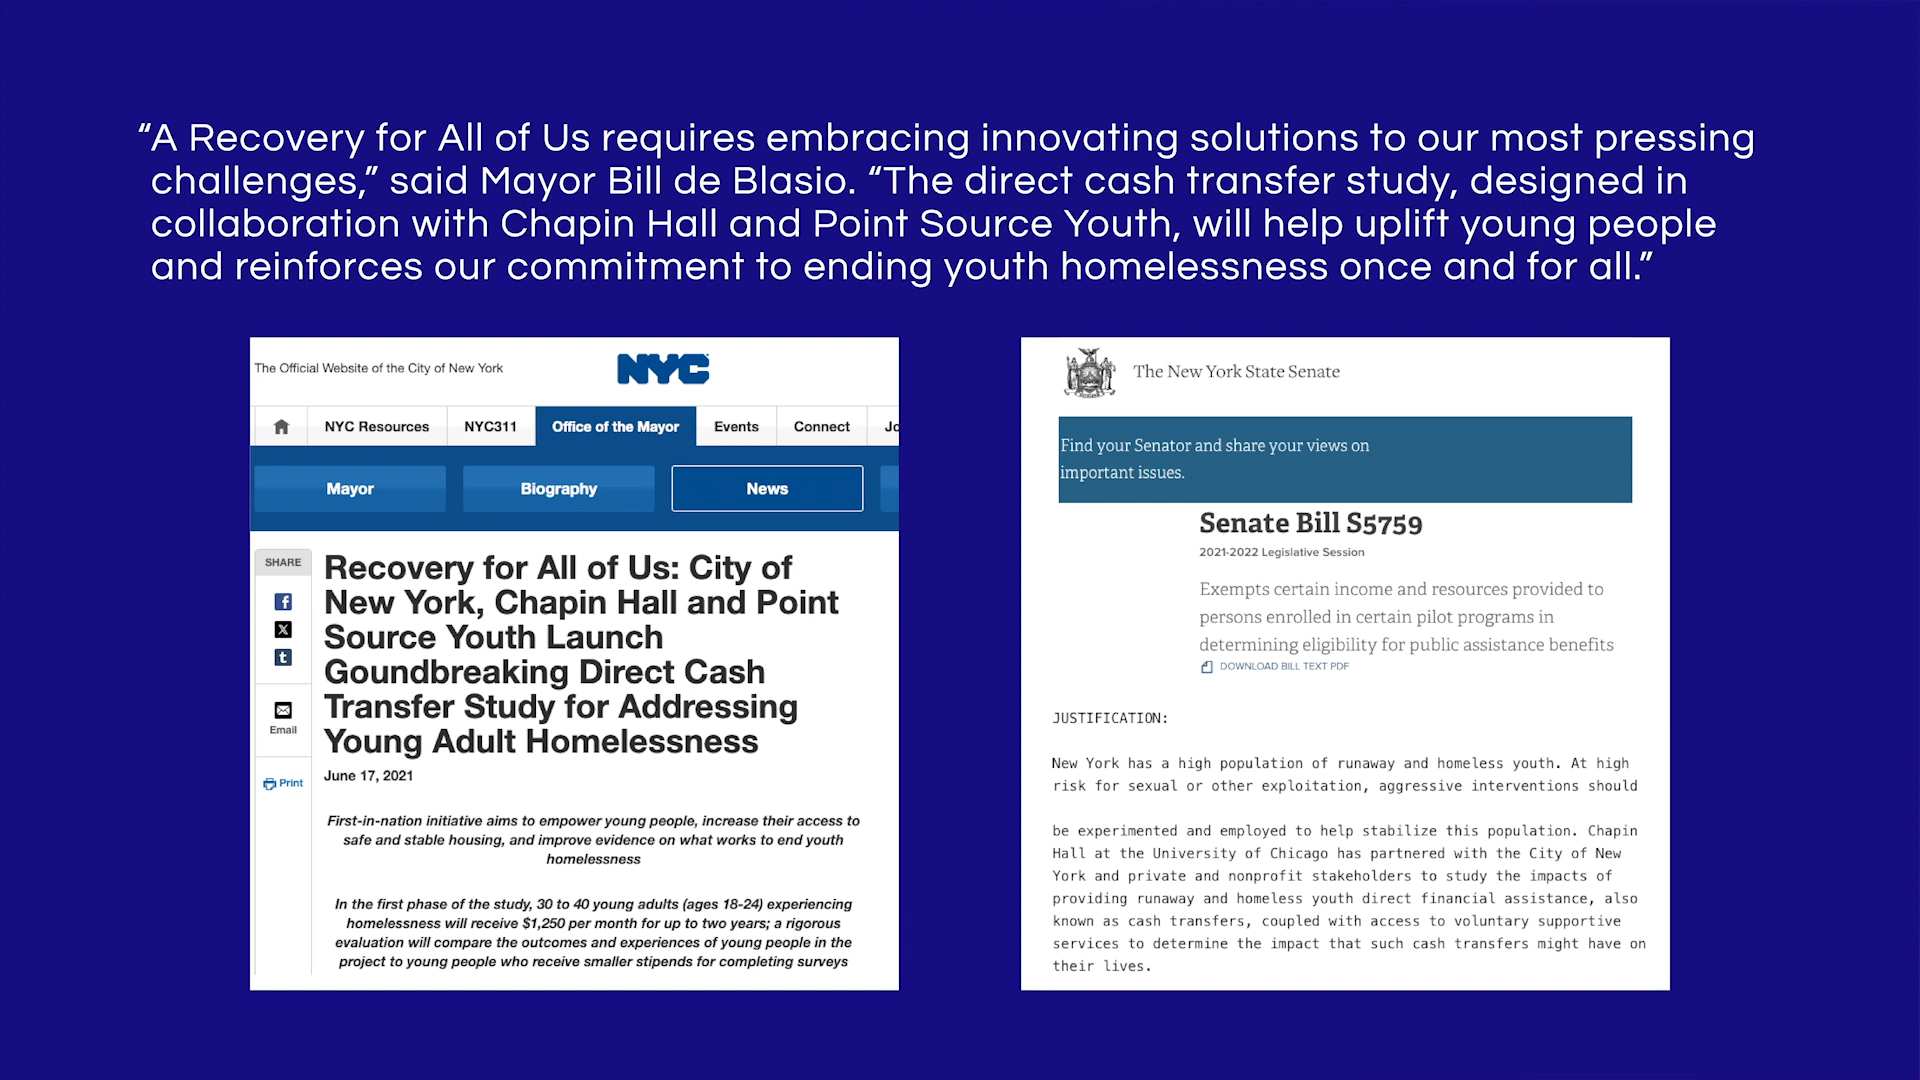 “A Recovery for All of Us requires embracing innovating solutions to our most pressing
challenges,” said Mayor Bill de Blasio. “The direct cash transfer study, designed in
collaboration with Chapin Hall and Point Source Youth, will help uplift young people
and reinforces our commitment to ending youth homelessness once and for all.”
The Official Website of the City of New York
NYC
NYC Resources
NYC311
Office of the Mayor
Events
Connect
Jo
Mayor
Biography
News
SHARE
Email
Print
Recovery for All of Us: City of
New York, Chapin Hall and Point
Source Youth Launch
Goundbreaking Direct Cash
Transfer Study for Addressing
Young Adult Homelessness
June 17, 2021
First-in-nation initiative aims to empower young people, increase their access to
safe and stable housing, and improve evidence on what works to end youth
homelessness
In the first phase of the study, 30 to 40 young adults (ages 18-24) experiencing
homelessness will receive $1,250 per month for up to two years; a rigorous
evaluation will compare the outcomes and experiences of young people in the
project to young people who receive smaller stipends for completing surveys
The New York State Senate
Find your Senator and share your views on
important issues.
Senate Bill S5759
2021-2022 Legislative Session
Exempts certain income and resources provided to
persons enrolled in certain pilot programs in
determining eligibility for public assistance benefits
DOWNLOAD BILL TEXT PDF
JUSTIFICATION:
New York has a high population of runaway and homeless youth. At high
risk for sexual or other exploitation, aggressive interventions should
be experimented and employed to help stabilize this population. Chapin
Hall at the University of Chicago has partnered with the City of New
York and private and nonprofit stakeholders to study the impacts of
providing runaway and homeless youth direct financial assistance, also
known as cash transfers, coupled with access to voluntary supportive
services to determine the impact that such cash transfers might have on
their lives.